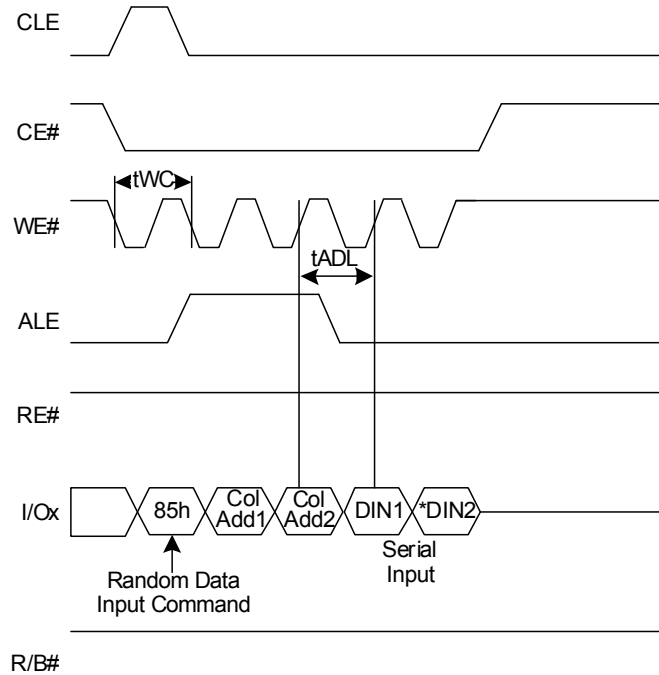 CLE
CE#
tWC
WE#
tADL
ALE
RE#
I/Ox
85h
Col
Add1
Col
Add2
DIN1
*DIN2
Random Data
Input Command
Serial
Input
R/B#